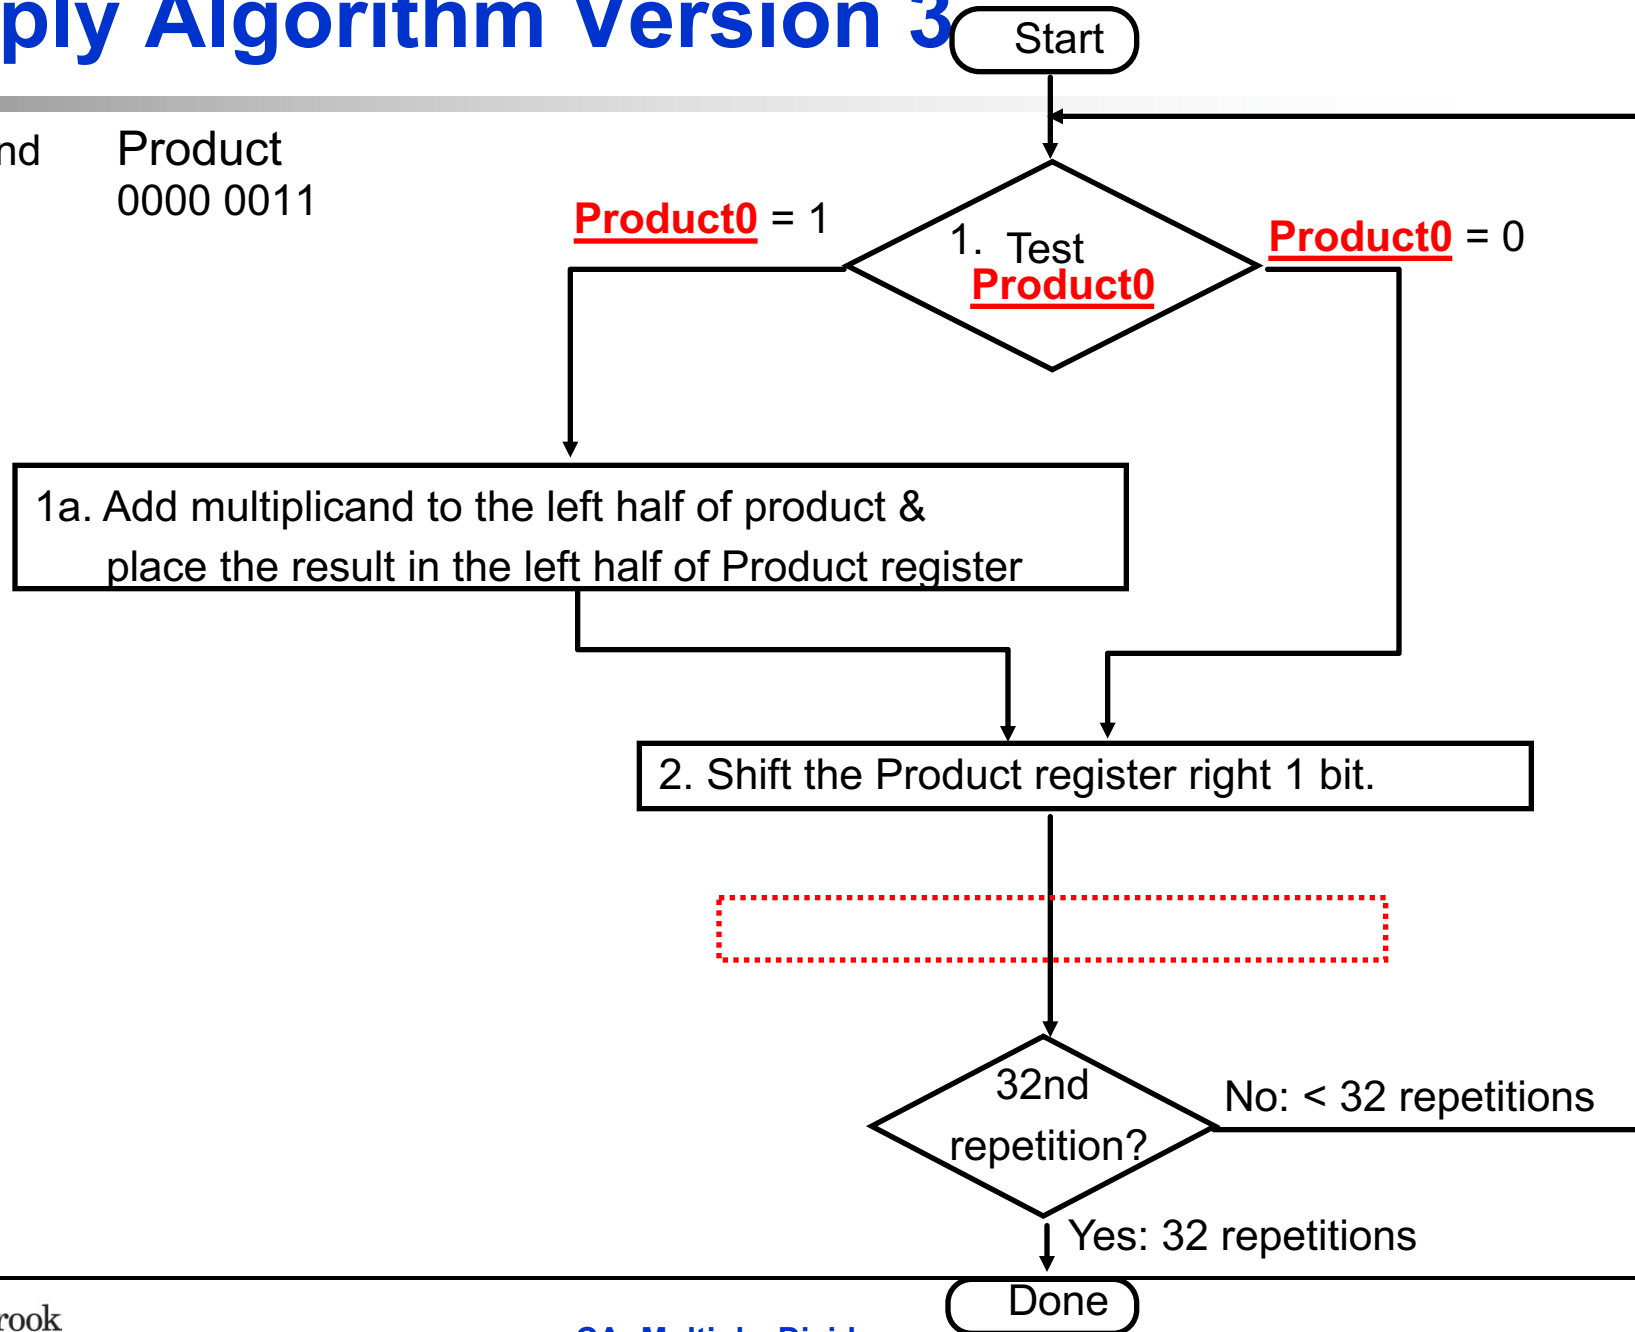 ply Algorithm Version 3
Start
nd Product
0000 0011
Product0 = 1
1. Test
Product0
Product0 = 0
1a. Add multiplicand to the left half of product &
place the result in the left half of Product register
2. Shift the Product register right 1 bit.
32nd
repetition?
No: < 32 repetitions
Yes: 32 repetitions
Done
rook